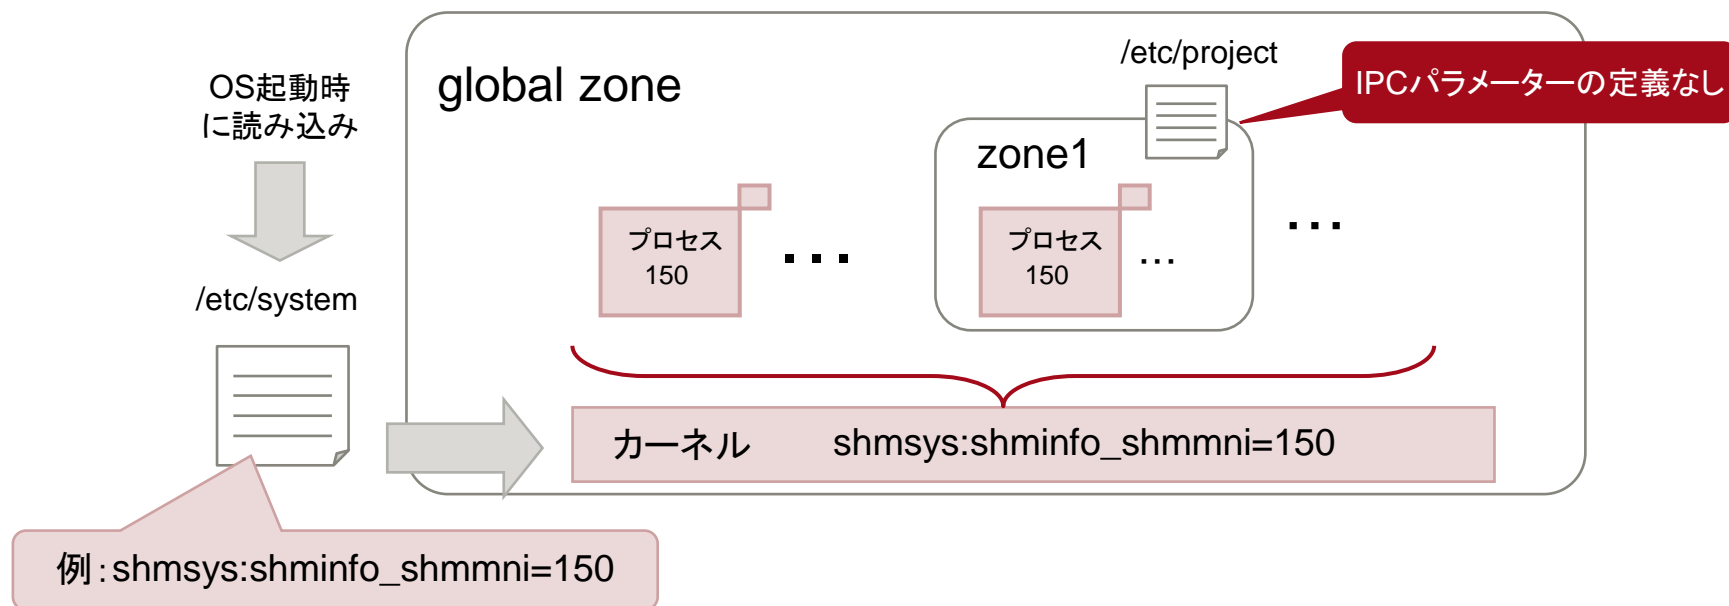 OS起動時
に読み込み
/etc/system
例：shmsys:shminfo_shmmni=150
global zone
/etc/project
IPCパラメーターの定義なし
zone1
プロセス
150
…
プロセス
150
…
…
カーネル shmsys:shminfo_shmmni=150